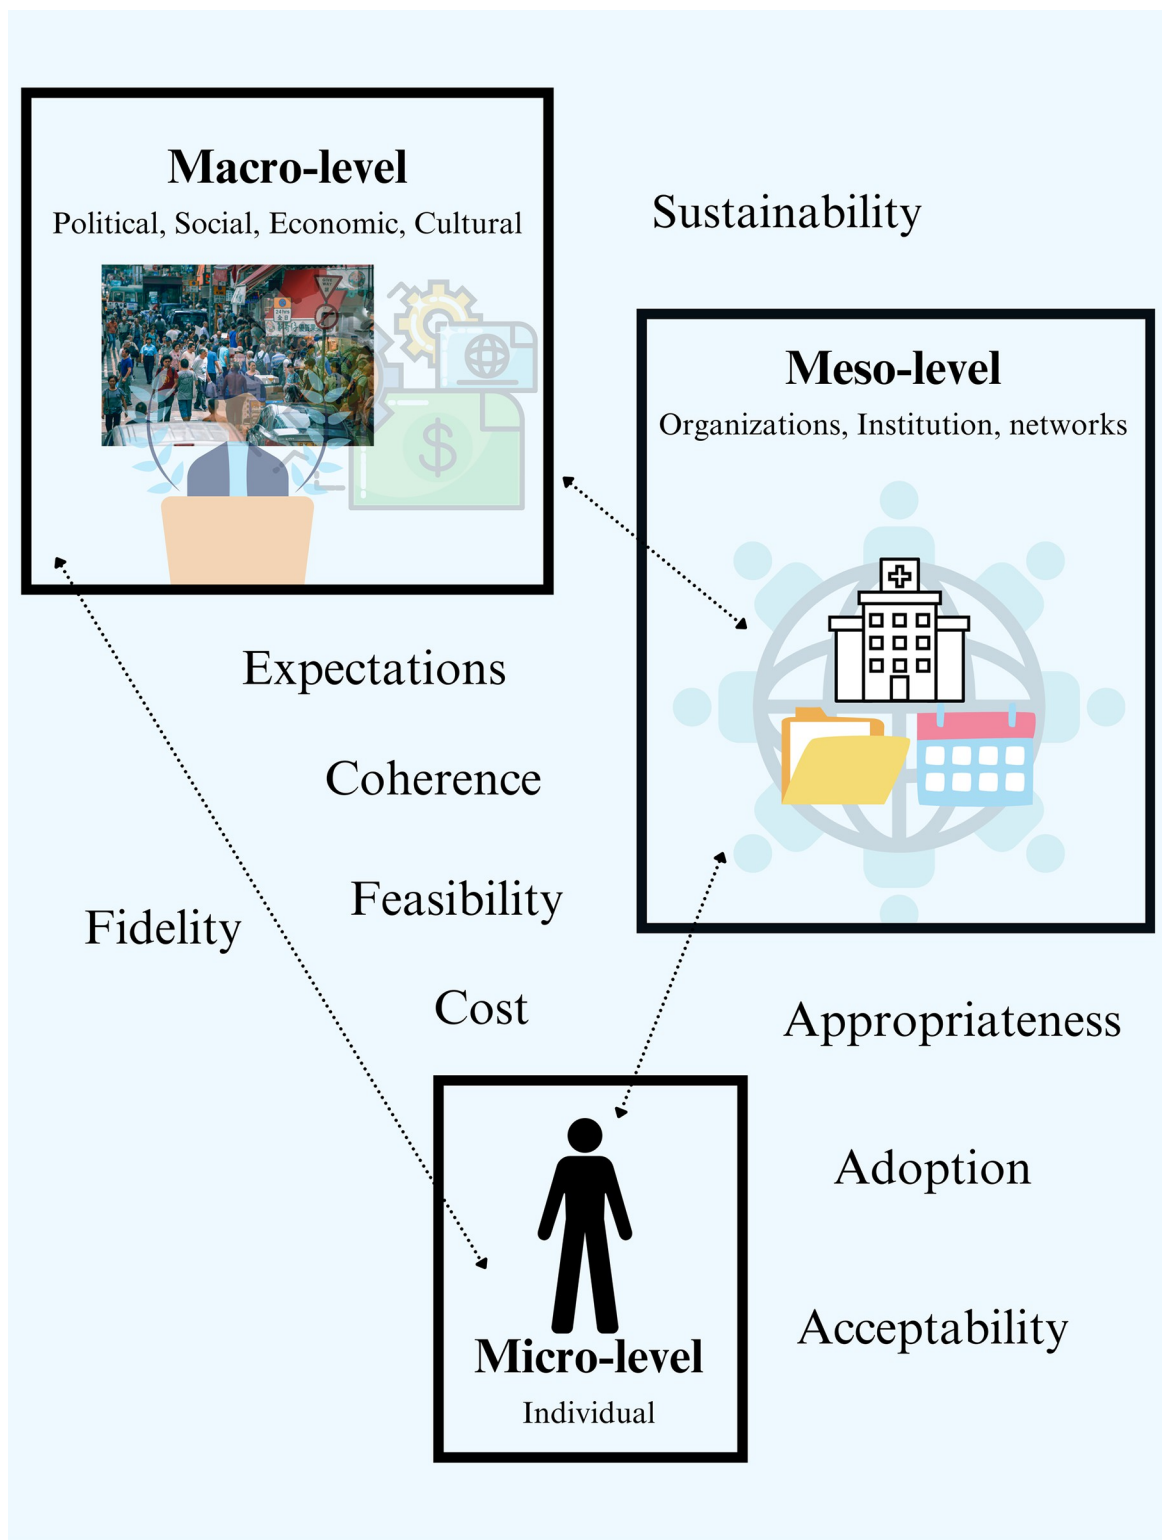 Macro-level
Political, Social, Economic, Cultural
Sustainability
Meso-level
Organizations, Institution, networks
$
Expectations
Coherence
Feasibility
Fidelity
Cost
Appropriateness
Adoption
Acceptability
Micro-level
Individual